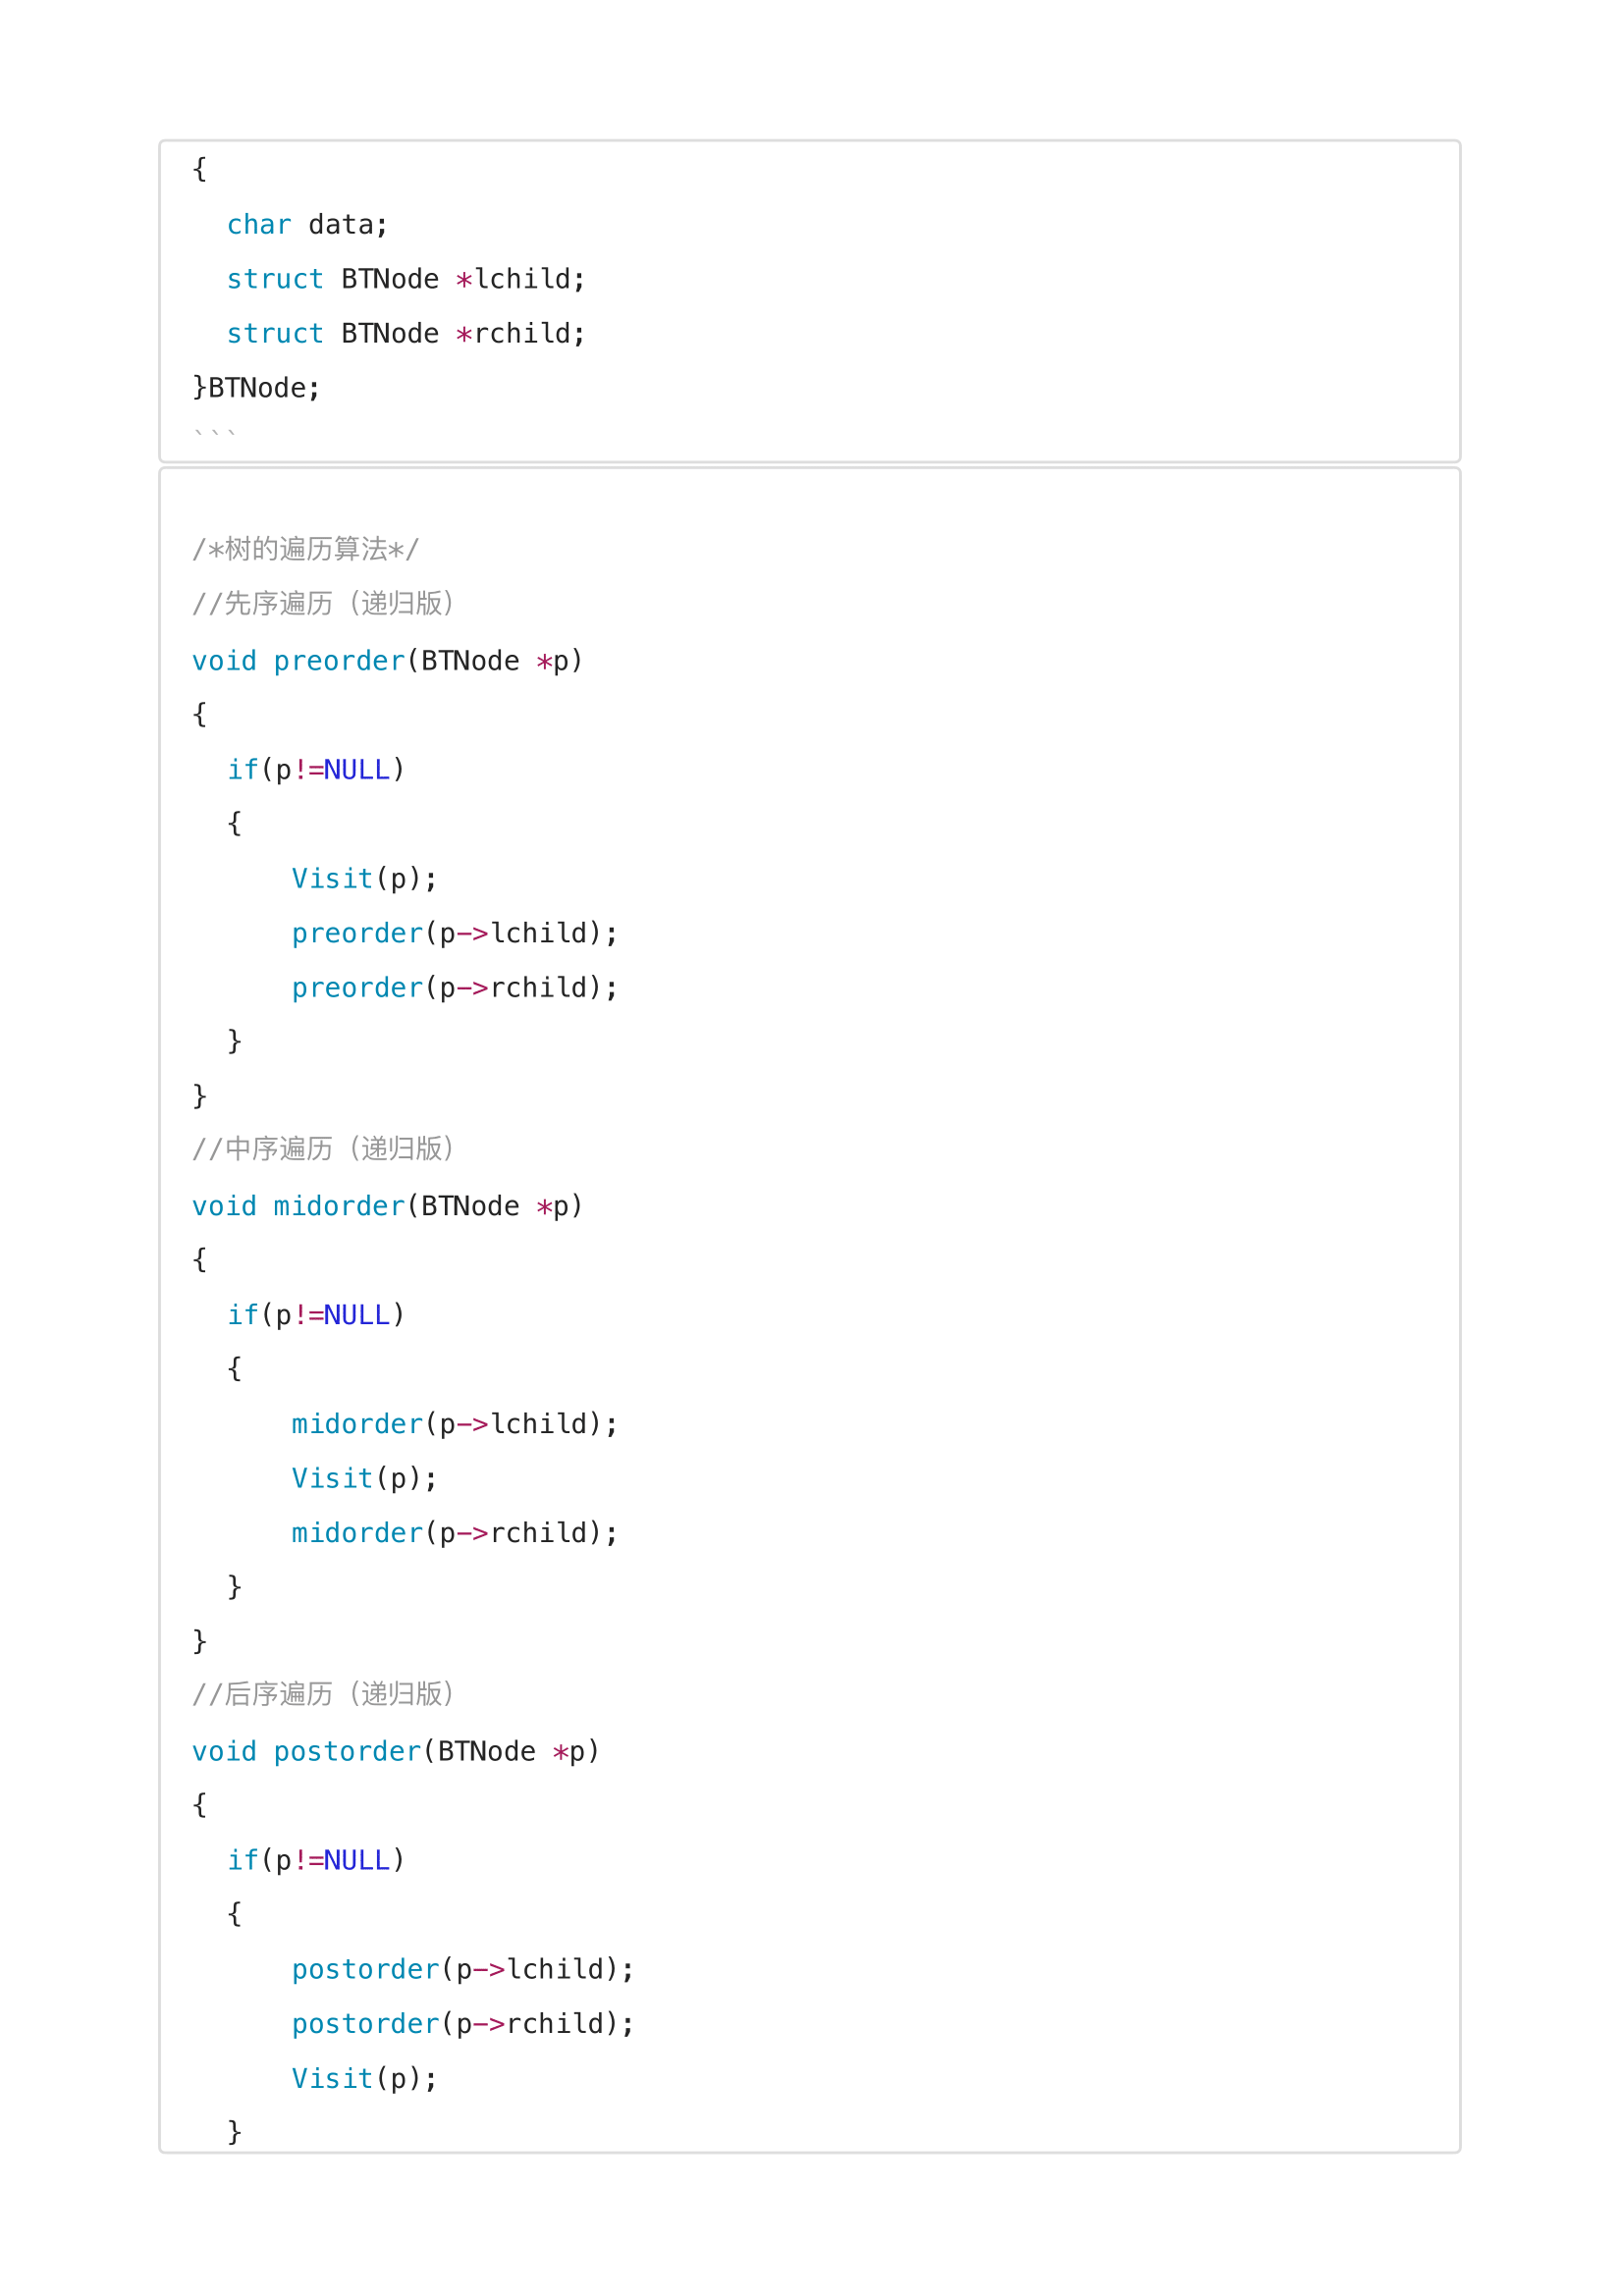 {
  char data;
  struct BTNode *lchild;
  struct BTNode *rchild;
}BTNode;
```
/*树的遍历算法*/
//先序遍历（递归版）
void preorder(BTNode *p)
{
  if(p!=NULL)
  {
      Visit(p);
      preorder(p->lchild);
      preorder(p->rchild);
  }
}
//中序遍历（递归版）
void midorder(BTNode *p)
{
  if(p!=NULL)
  {
      midorder(p->lchild);
      Visit(p);
      midorder(p->rchild);
  }
}
//后序遍历（递归版）
void postorder(BTNode *p)
{
  if(p!=NULL)
  {
      postorder(p->lchild);
      postorder(p->rchild);
      Visit(p);
  }